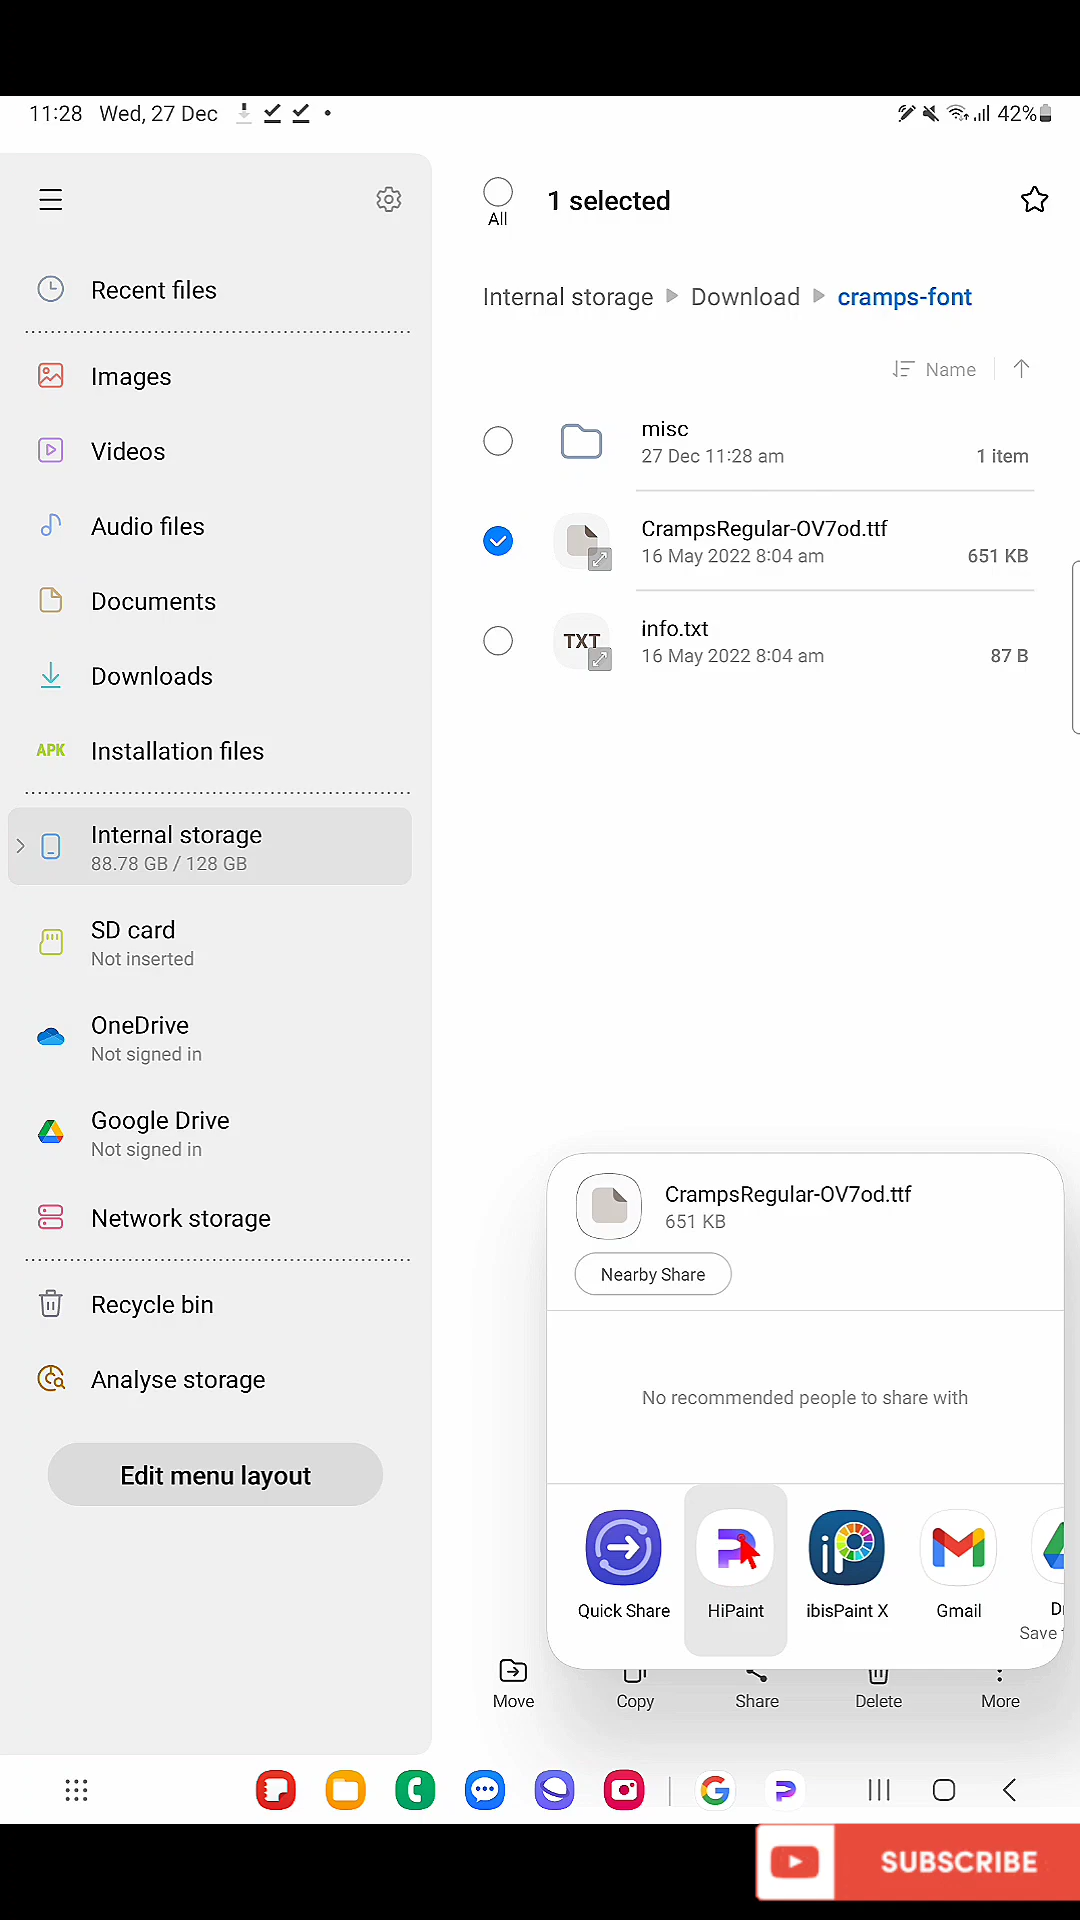 11:28 Wed, 27 Dec
42%
All
1 selected
Recent files
Images
Videos
Audio files
Documents
Downloads
APK Installation files
Internal storage
88.78 GB / 128 GB
SD card
Not inserted
OneDrive
Not signed in
Google Drive
Not signed in
Network storage
Recycle bin
Analyse storage
Edit menu layout
Internal storage Download cramps-font
Name
misc
27 Dec 11:28 am 1 item
CrampsRegular-OV7od.ttf
16 May 2022 8:04 am 651 KB
TXT
info.txt
16 May 2022 8:04 am 87 B
CrampsRegular-OV7od.ttf
651 KB
Nearby Share
No recommended people to share with
Quick Share HiPaint ibisPaint X Gmail
Save
Move Copy Share Delete More
SUBSCRIBE